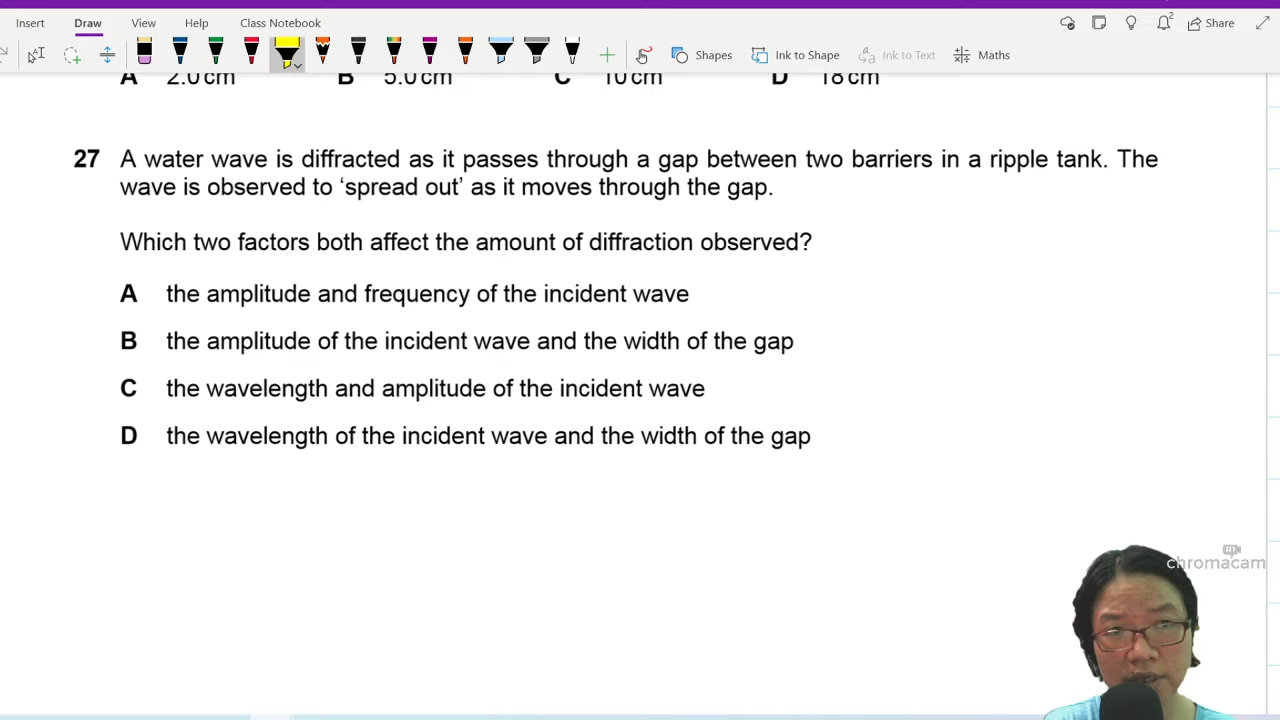 Insert Draw View Help Class Notebook Share
Shapes Ink to Shape Ink to Text Maths
A 2.0 cm B 5.0 cm C 10 cm D 18 cm
27 A water wave is diffracted as it passes through a gap between two barriers in a ripple tank. The
wave is observed to ‘spread out’ as it moves through the gap.
Which two factors both affect the amount of diffraction observed?
A the amplitude and frequency of the incident wave
B the amplitude of the incident wave and the width of the gap
C the wavelength and amplitude of the incident wave
D the wavelength of the incident wave and the width of the gap
chromacam